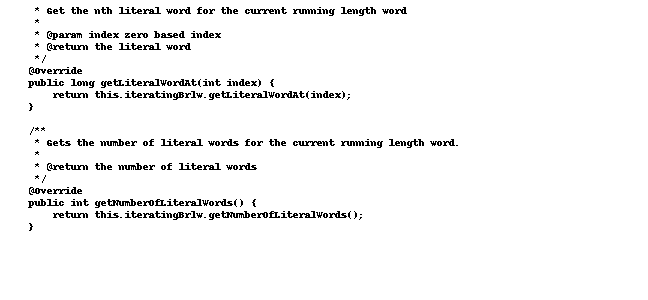 * Get the nth literal word for the current running length word
*
* @param index zero based index
* @return the literal word
*/
@Override
public long getLiteralWordAt(int index) {
return this.iteratingBrlw.getLiteralWordAt(index);
}
/**
* Gets the number of literal words for the current running length word.
*
* @return the number of literal words
*/
@Override
public int getNumberOfLiteralWords() {
return this.iteratingBrlw.getNumberOfLiteralWords();
}